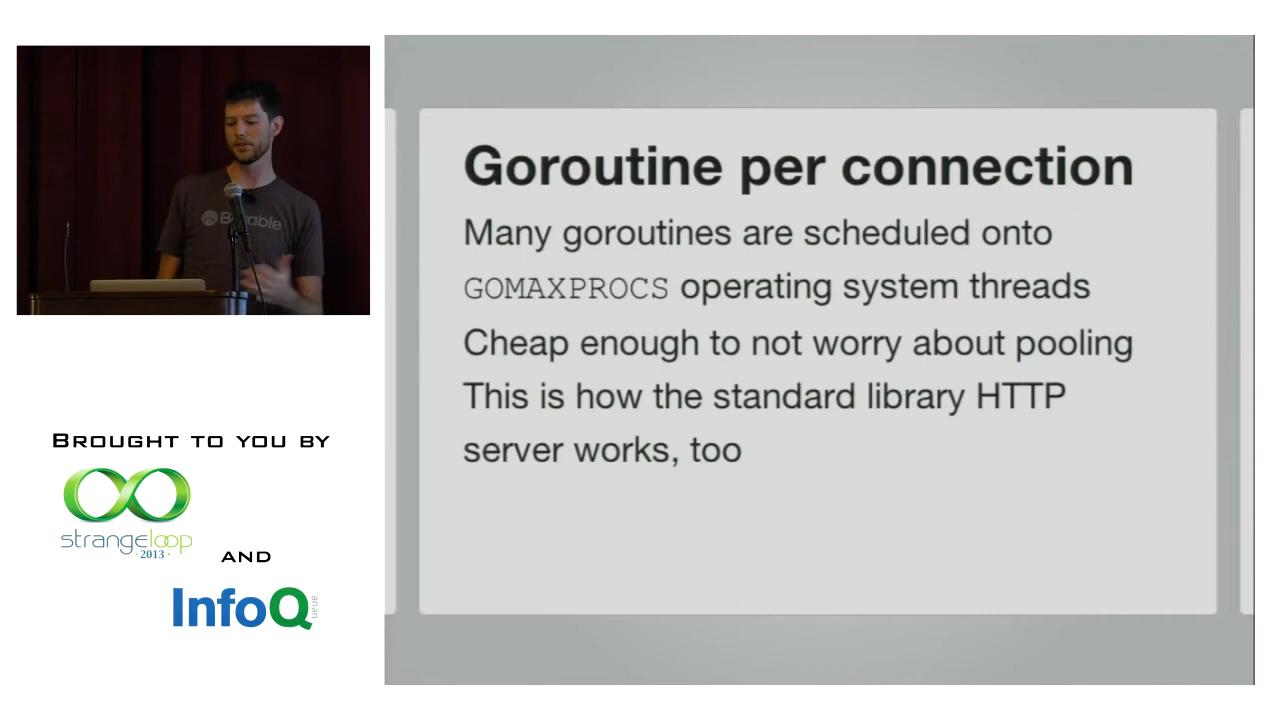 Goroutine per connection
Many goroutines are scheduled onto
GOMAXPROCS operating system threads
Cheap enough to not worry about pooling
This is how the standard library HTTP
server works, too
BROUGHT TO YOU BY
strangeloop
· 2013 ·
AND
InfoQ